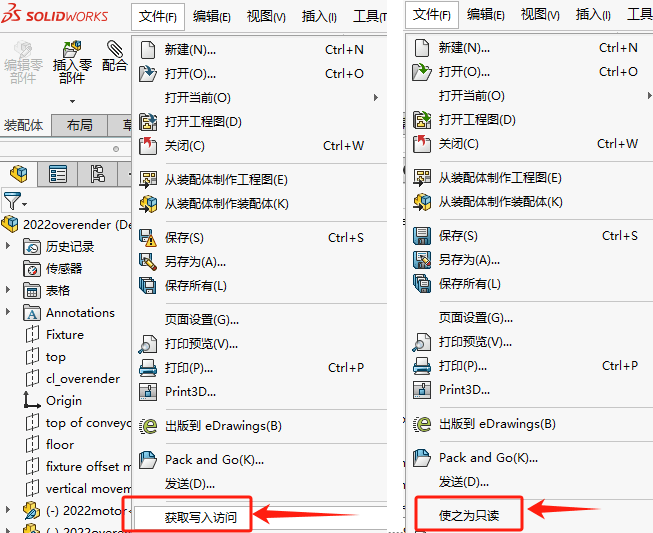 SOLIDWORKS
文件(F) 编辑(E) 视图(V) 插入(I) 工具(T
编辑零部件
插入零部件
配合
装配体 布局
2022overender (De
历史记录
传感器
表格
Annotations
Fixture
top
cl_overender
Origin
top of conveyo
floor
fixture offset m
vertical movem
(-) 2022motor
新建(N)... Ctrl+N
打开(O)... Ctrl+O
打开当前(O)
打开工程图(D)
关闭(C) Ctrl+W
从装配体制作工程图(E)
从装配体制作装配体(K)
保存(S) Ctrl+S
另存为(A)...
保存所有(L)
页面设置(G)...
打印预览(V)...
打印(P)... Ctrl+P
Print3D...
出版到 eDrawings(B)
Pack and Go(K)...
发送(D)...
获取写入访问
文件(F) 编辑(E) 视图(V) 插入(I) 工具
新建(N)... Ctrl+N
打开(O)... Ctrl+O
打开当前(O)
打开工程图(D)
关闭(C) Ctrl+W
从装配体制作工程图(E)
从装配体制作装配体(K)
保存(S) Ctrl+S
另存为(A)...
保存所有(L)
页面设置(G)...
打印预览(V)...
打印(P)... Ctrl+P
Print3D...
出版到 eDrawings(B)
Pack and Go(K)...
发送(D)...
使之为只读